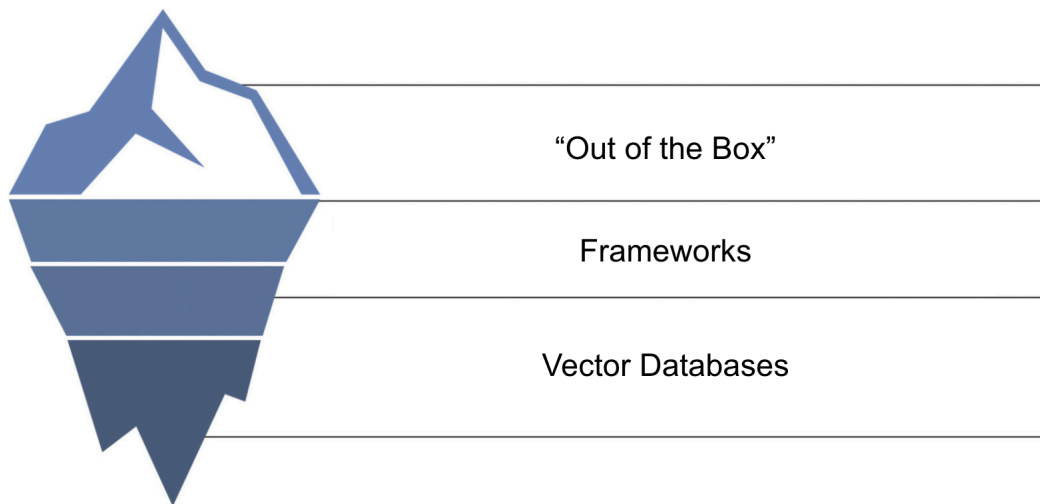 “Out of the Box”
Frameworks
Vector Databases